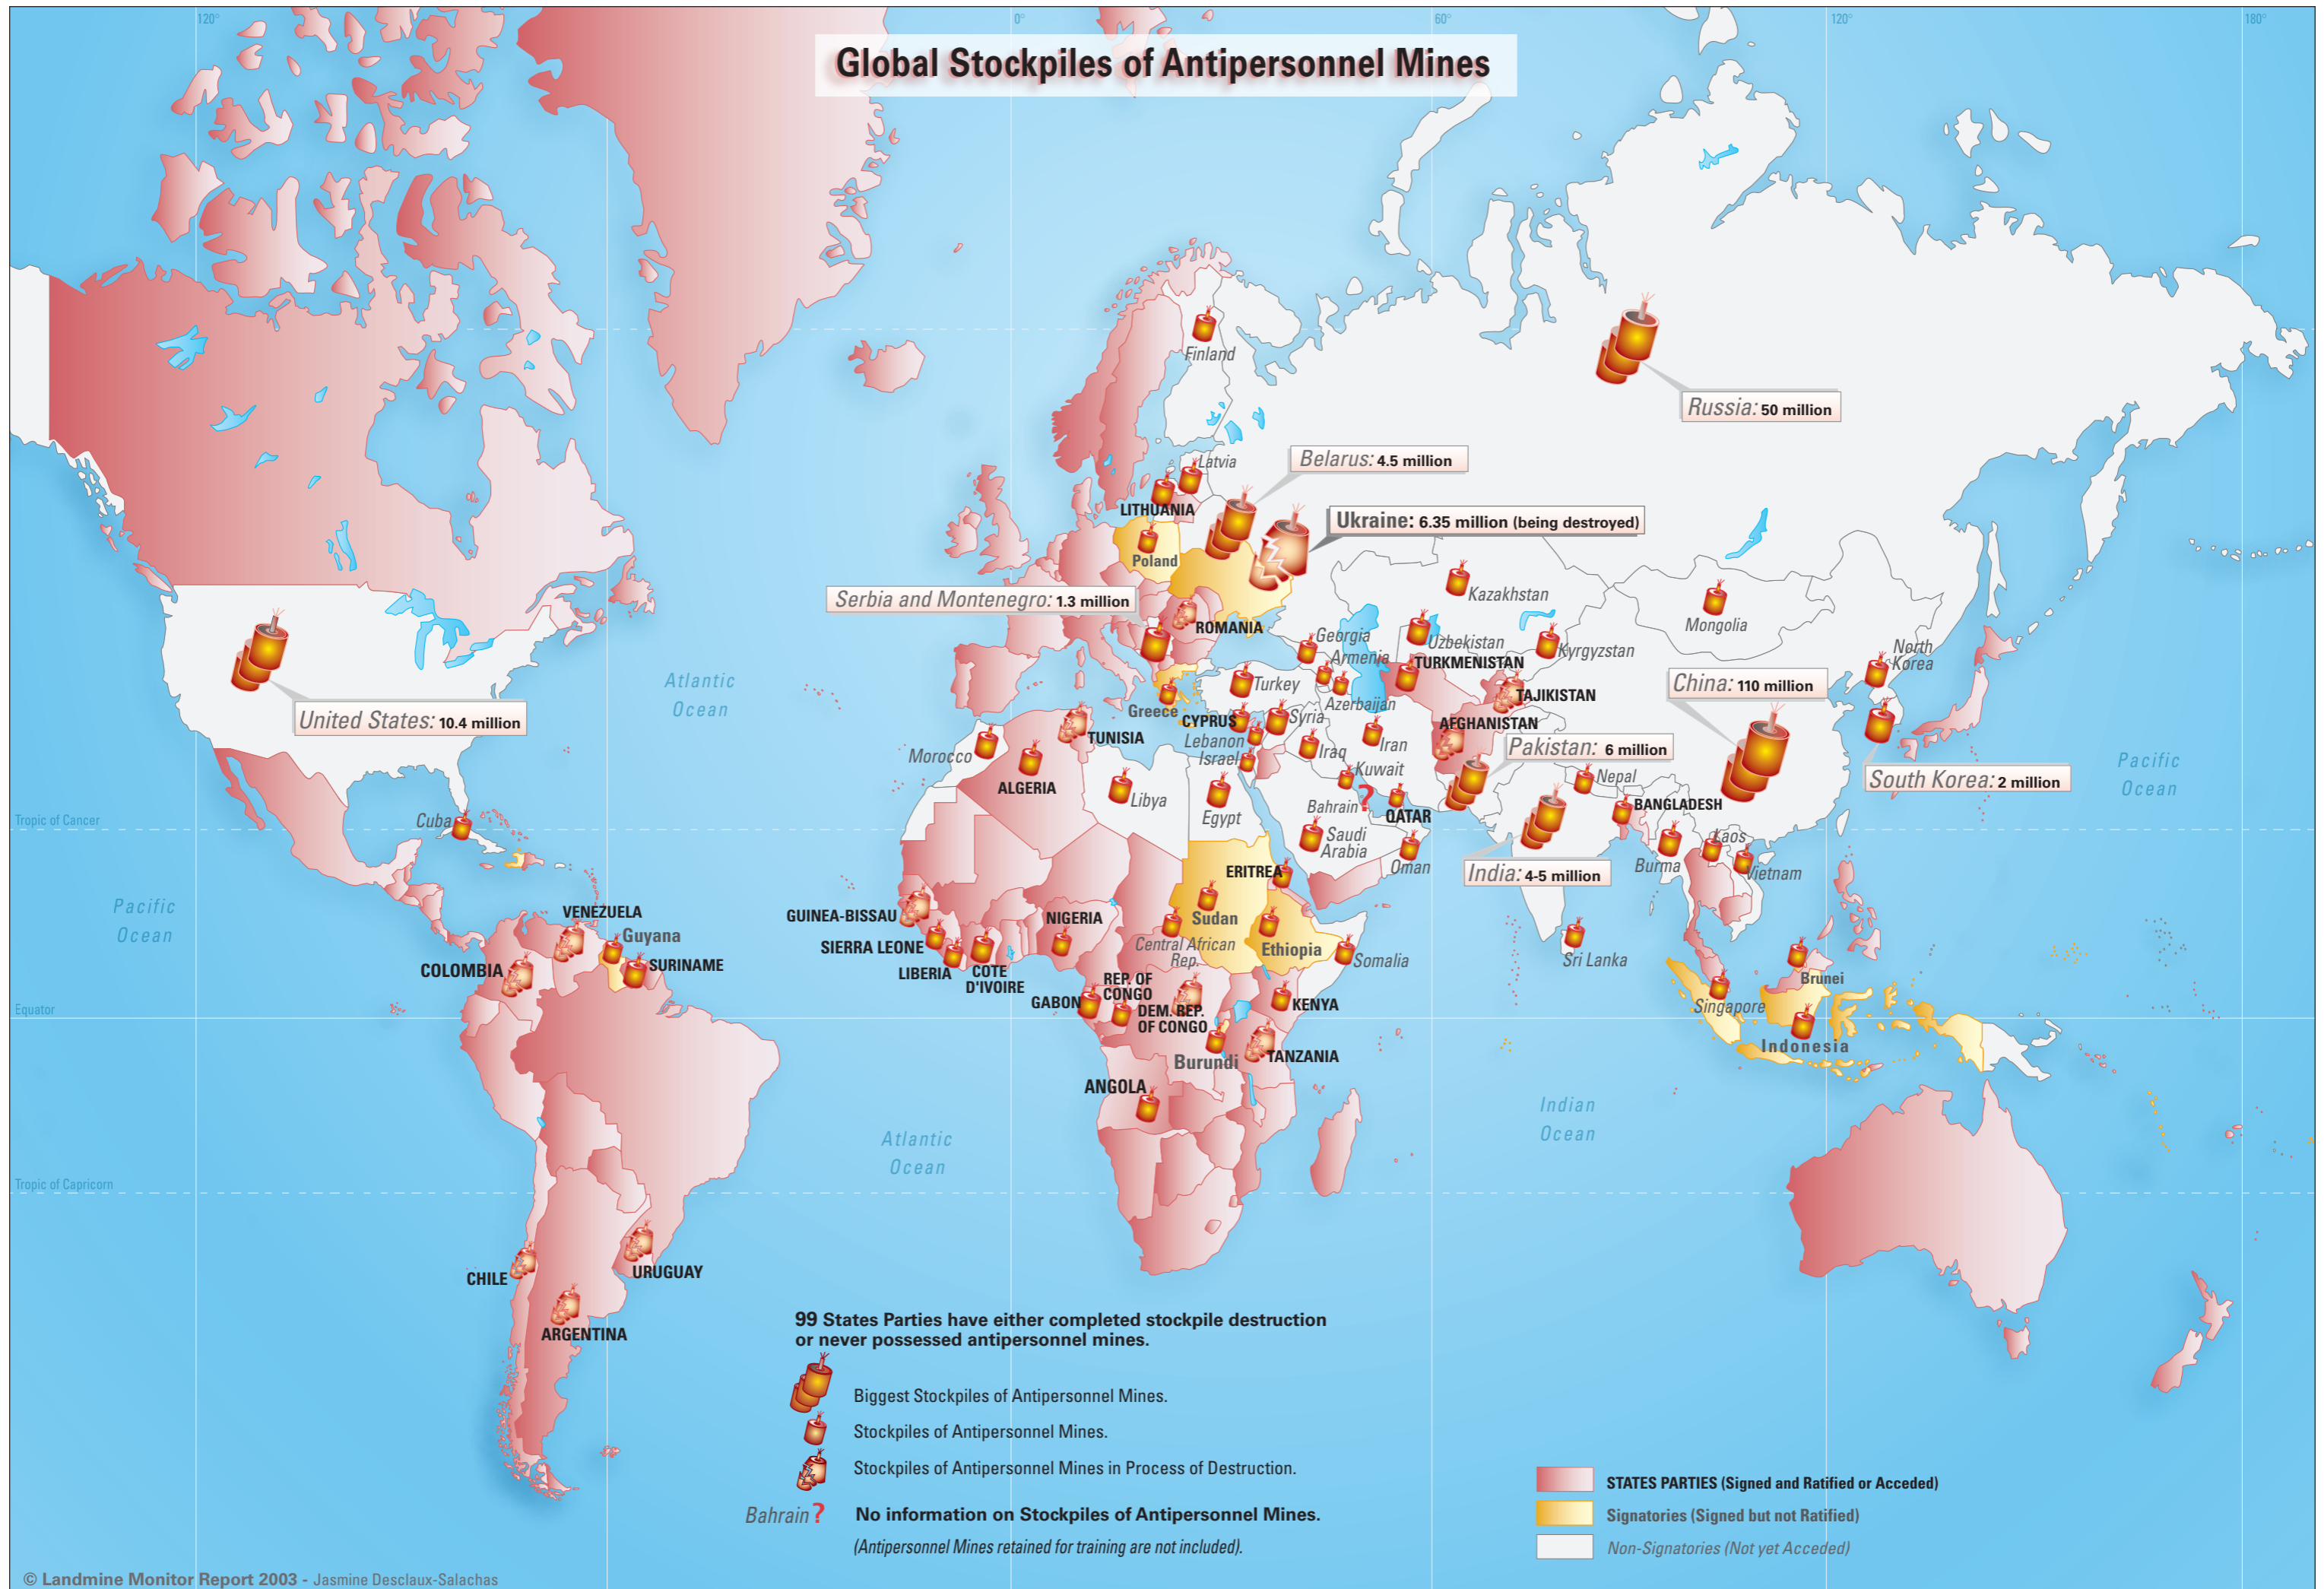 120°
0°
60°
120°
180°
Global Stockpiles of Antipersonnel Mines
Finland
Russia: 50 million
Latvia
Belarus: 4.5 million
LITHUANIA
Ukraine: 6.35 million (being destroyed)
Poland
Serbia and Montenegro: 1.3 million
Kazakhstan
Mongolia
ROMANIA
Georgia
Uzbekistan
Kyrgyzstan
North
Korea
Armenia
TURKMENISTAN
Atlantic
Ocean
Turkey
China: 110 million
TAJIKISTAN
Azerbaijan
Greece
CYPRUS
Syria
AFGHANISTAN
United States: 10.4 million
TUNISIA
Lebanon
Iraq
Iran
Pakistan: 6 million
Morocco
Israel
Kuwait
Nepal
South Korea: 2 million
Pacific
Ocean
ALGERIA
Libya
Egypt
Bahrain ?
QATAR
BANGLADESH
Cuba
Tropic of Cancer
Saudi
Arabia
Oman
Laos
Burma
Vietnam
India: 4-5 million
ERITREA
Pacific
Ocean
VENEZUELA
GUINEA-BISSAU
NIGERIA
Sudan
Guyana
SIERRA LEONE
Central African
Rep.
Ethiopia
Somalia
Sri Lanka
COLOMBIA
SURINAME
LIBERIA
COTE
D'IVOIRE
REP. OF
CONGO
Brunei
Singapore
GABON
DEM. REP.
OF CONGO
KENYA
Equator
Indonesia
Burundi
TANZANIA
ANGOLA
Indian
Ocean
Atlantic
Ocean
Tropic of Capricorn
CHILE
URUGUAY
ARGENTINA
99 States Parties have either completed stockpile destruction
or never possessed antipersonnel mines.
Biggest Stockpiles of Antipersonnel Mines.
Stockpiles of Antipersonnel Mines.
Stockpiles of Antipersonnel Mines in Process of Destruction.
Bahrain ? No information on Stockpiles of Antipersonnel Mines.
(Antipersonnel Mines retained for training are not included).
STATES PARTIES (Signed and Ratified or Acceded)
Signatories (Signed but not Ratified)
Non-Signatories (Not yet Acceded)
© Landmine Monitor Report 2003 - Jasmine Desclaux-Salachas